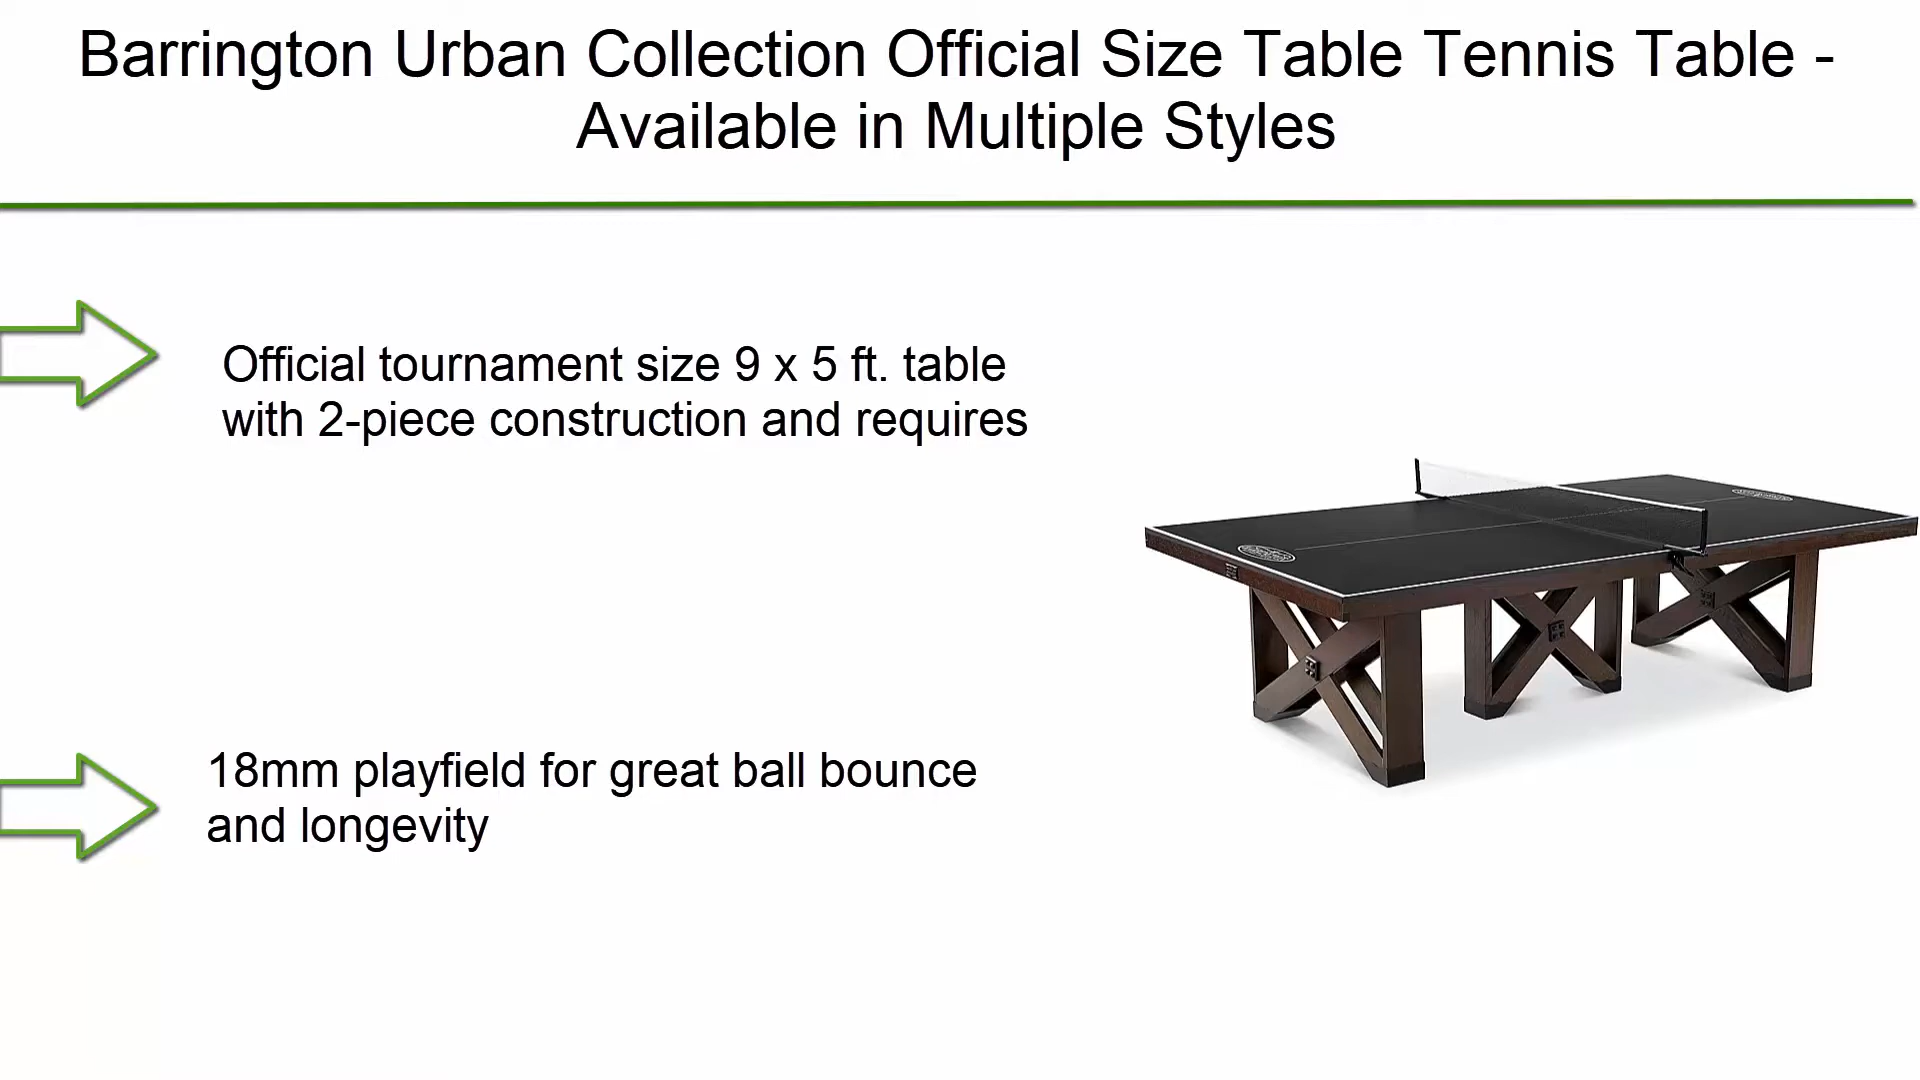 Barrington Urban Collection Official Size Table Tennis Table -
Available in Multiple Styles
Official tournament size 9 x 5 ft. table
with 2-piece construction and requires
18mm playfield for great ball bounce
and longevity